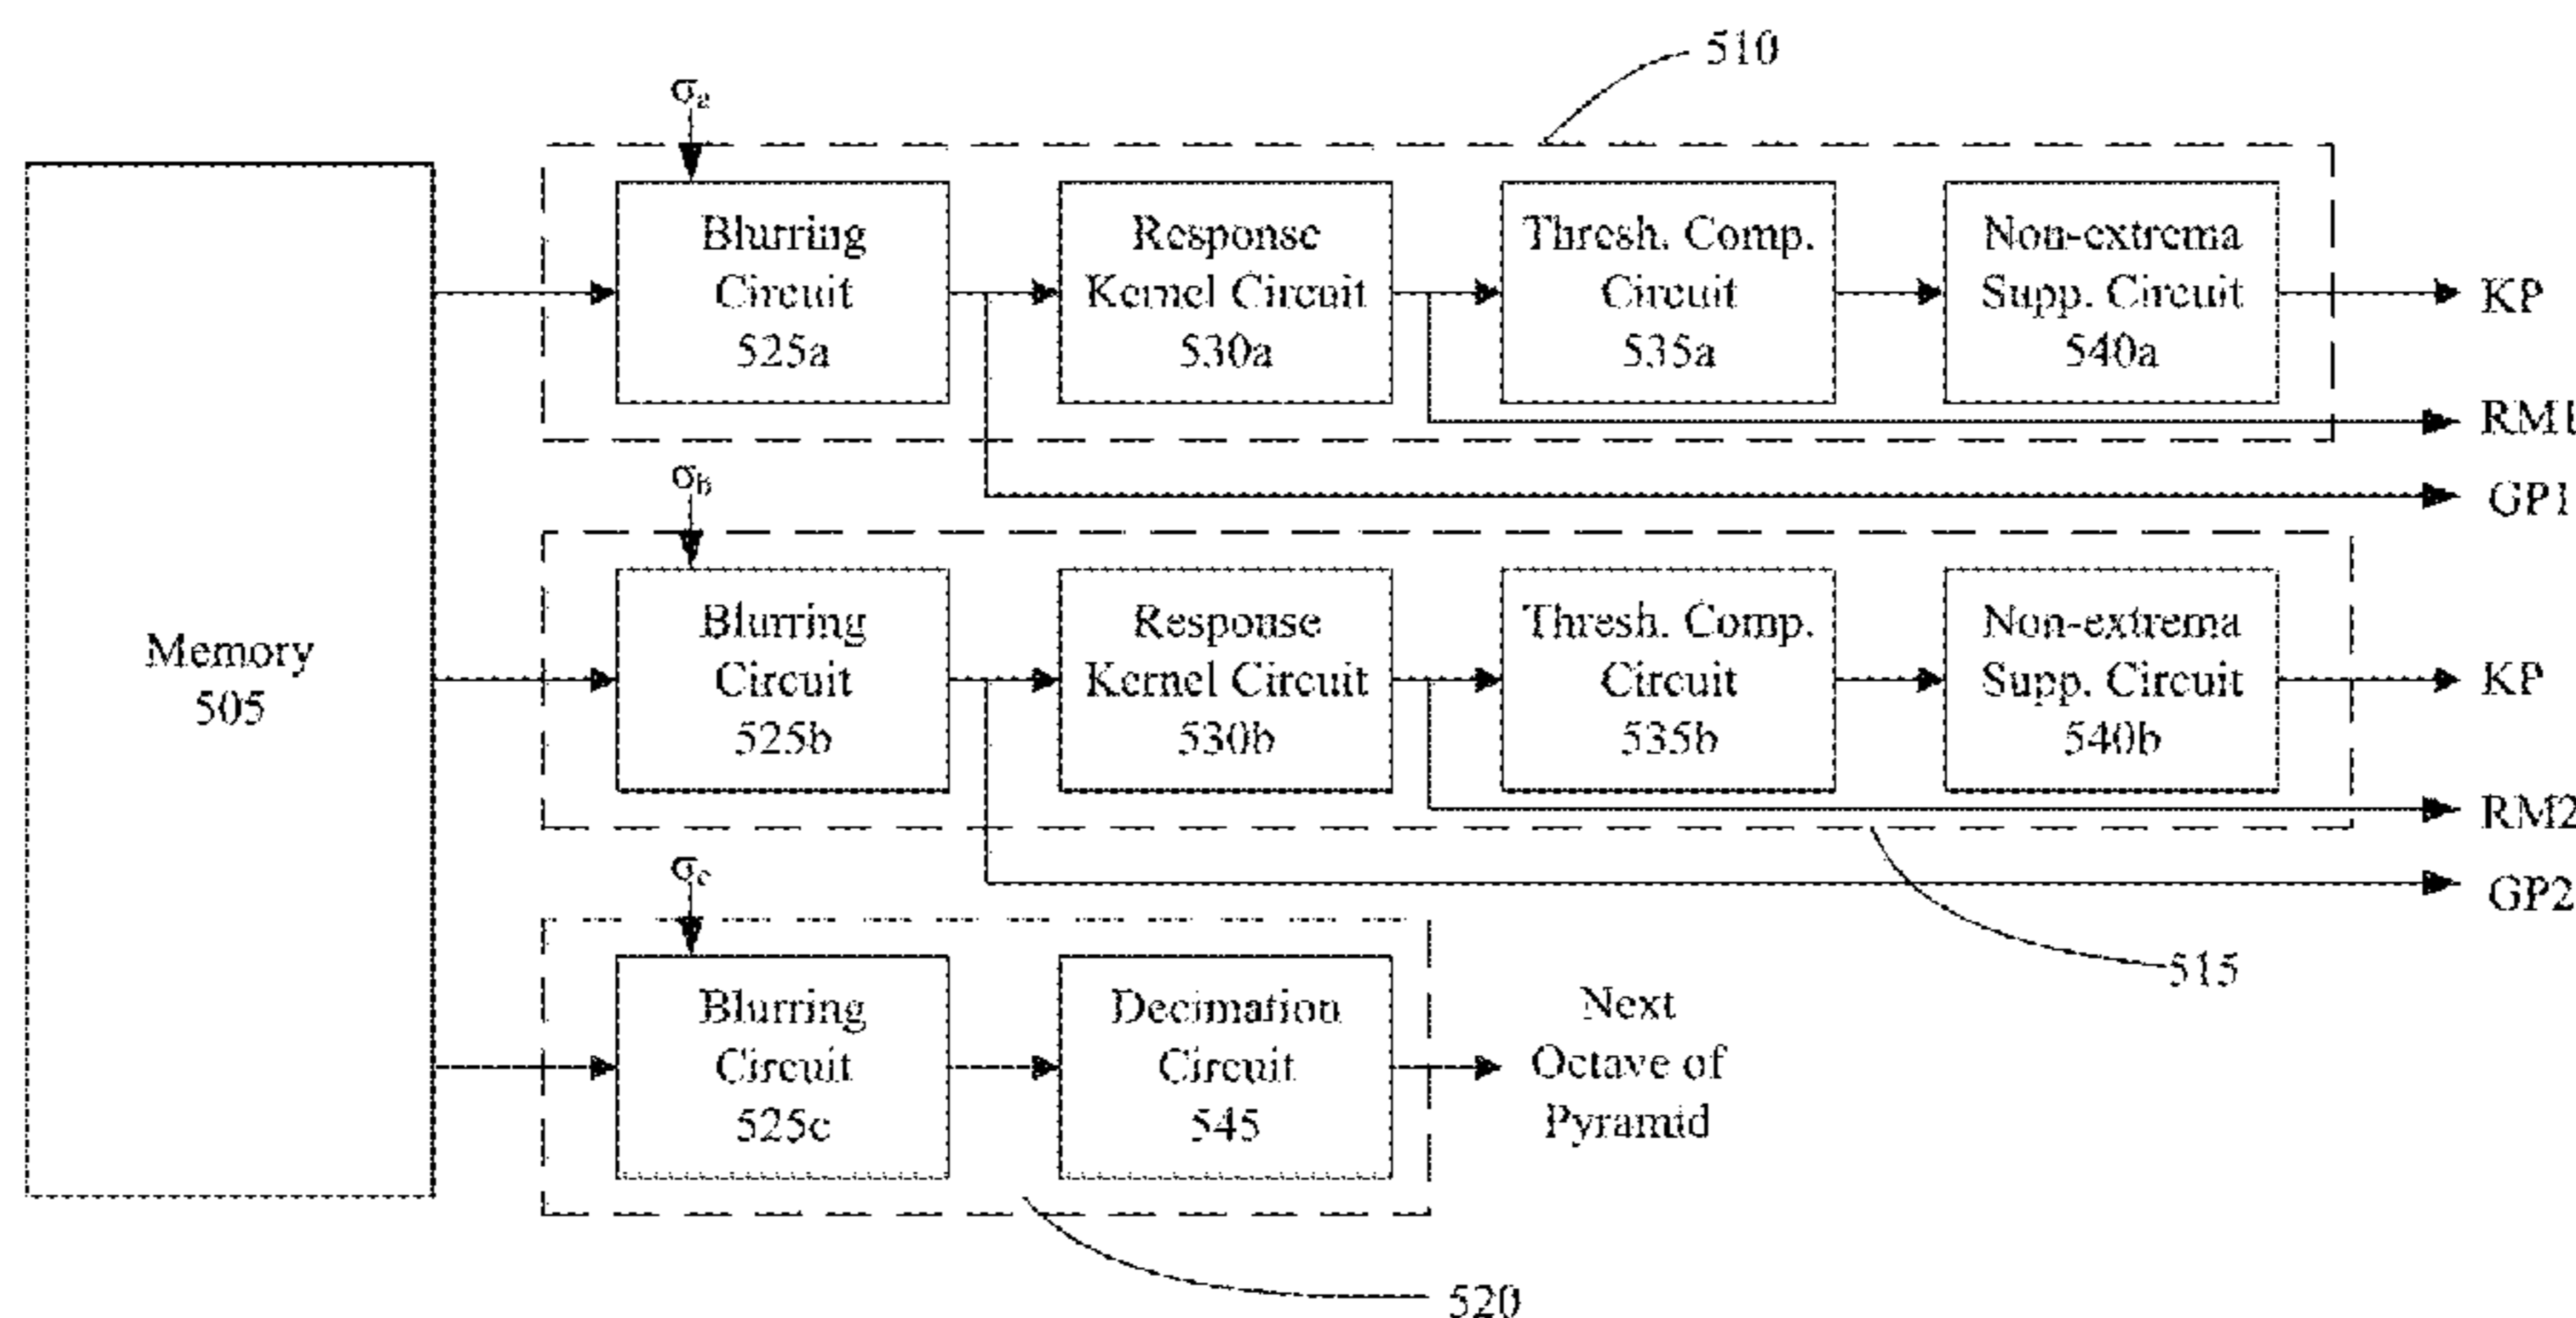 510
σa
Blurring
Circuit
525a
Response
Kernel Circuit
530a
Thresh. Comp.
Circuit
535a
Non-extrema
Supp. Circuit
540a
KP
RM1
GP1
Memory
505
σb
Blurring
Circuit
525b
Response
Kernel Circuit
530b
Thresh. Comp.
Circuit
535b
Non-extrema
Supp. Circuit
540b
KP
RM2
GP2
515
σc
Blurring
Circuit
525c
Decimation
Circuit
545
Next
Octave of
Pyramid
520